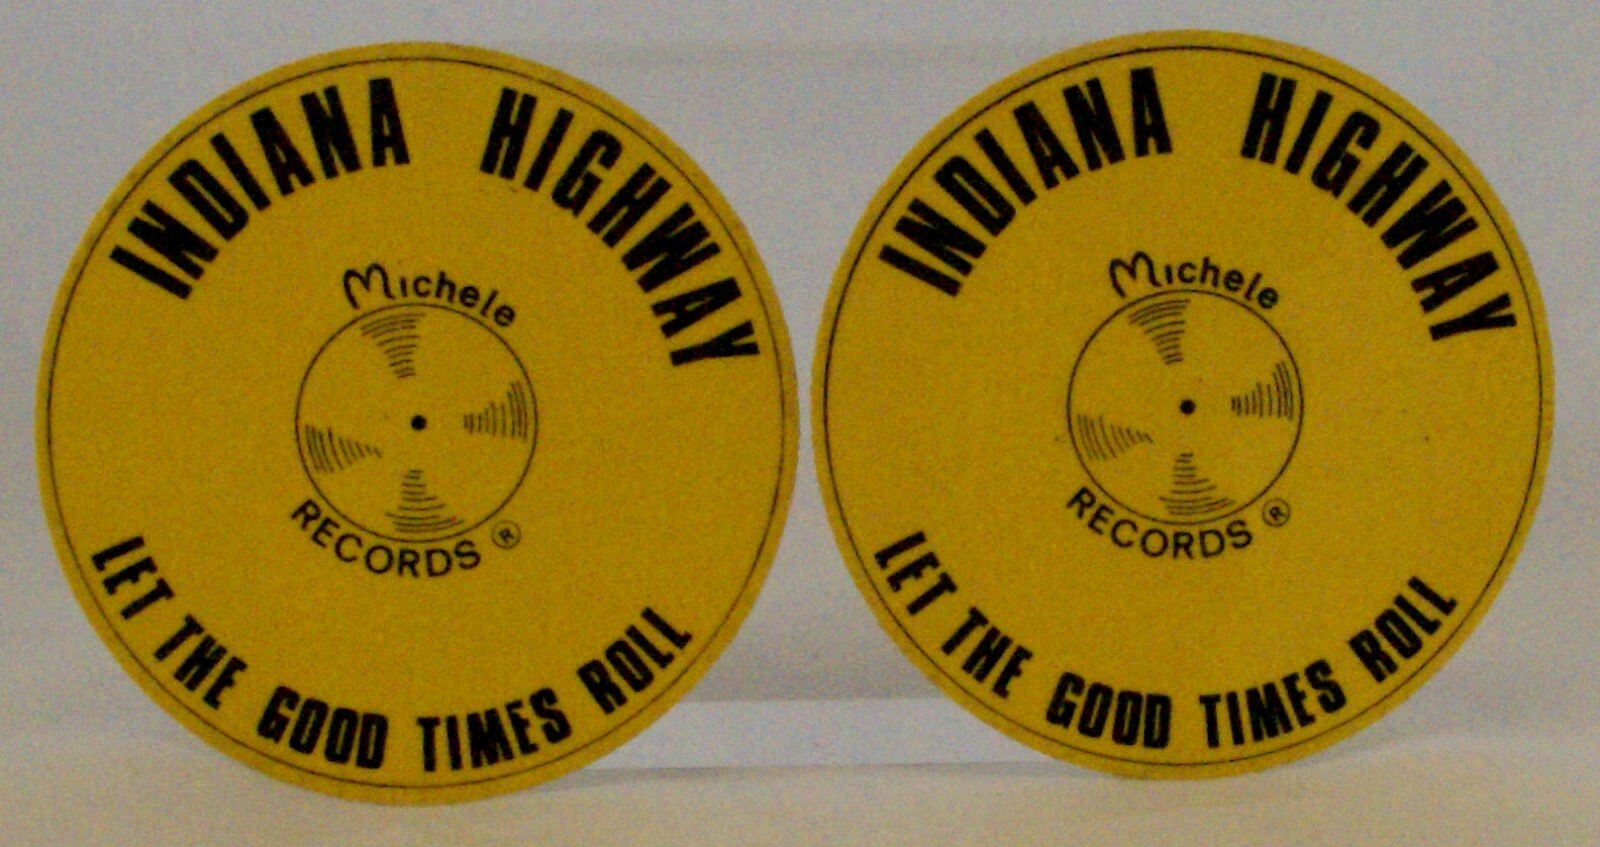 INDIANA HIGHWAY
Michele
RECORDS ®
LET THE GOOD TIMES ROLL
INDIANA HIGHWAY
Michele
RECORDS ®
LET THE GOOD TIMES ROLL